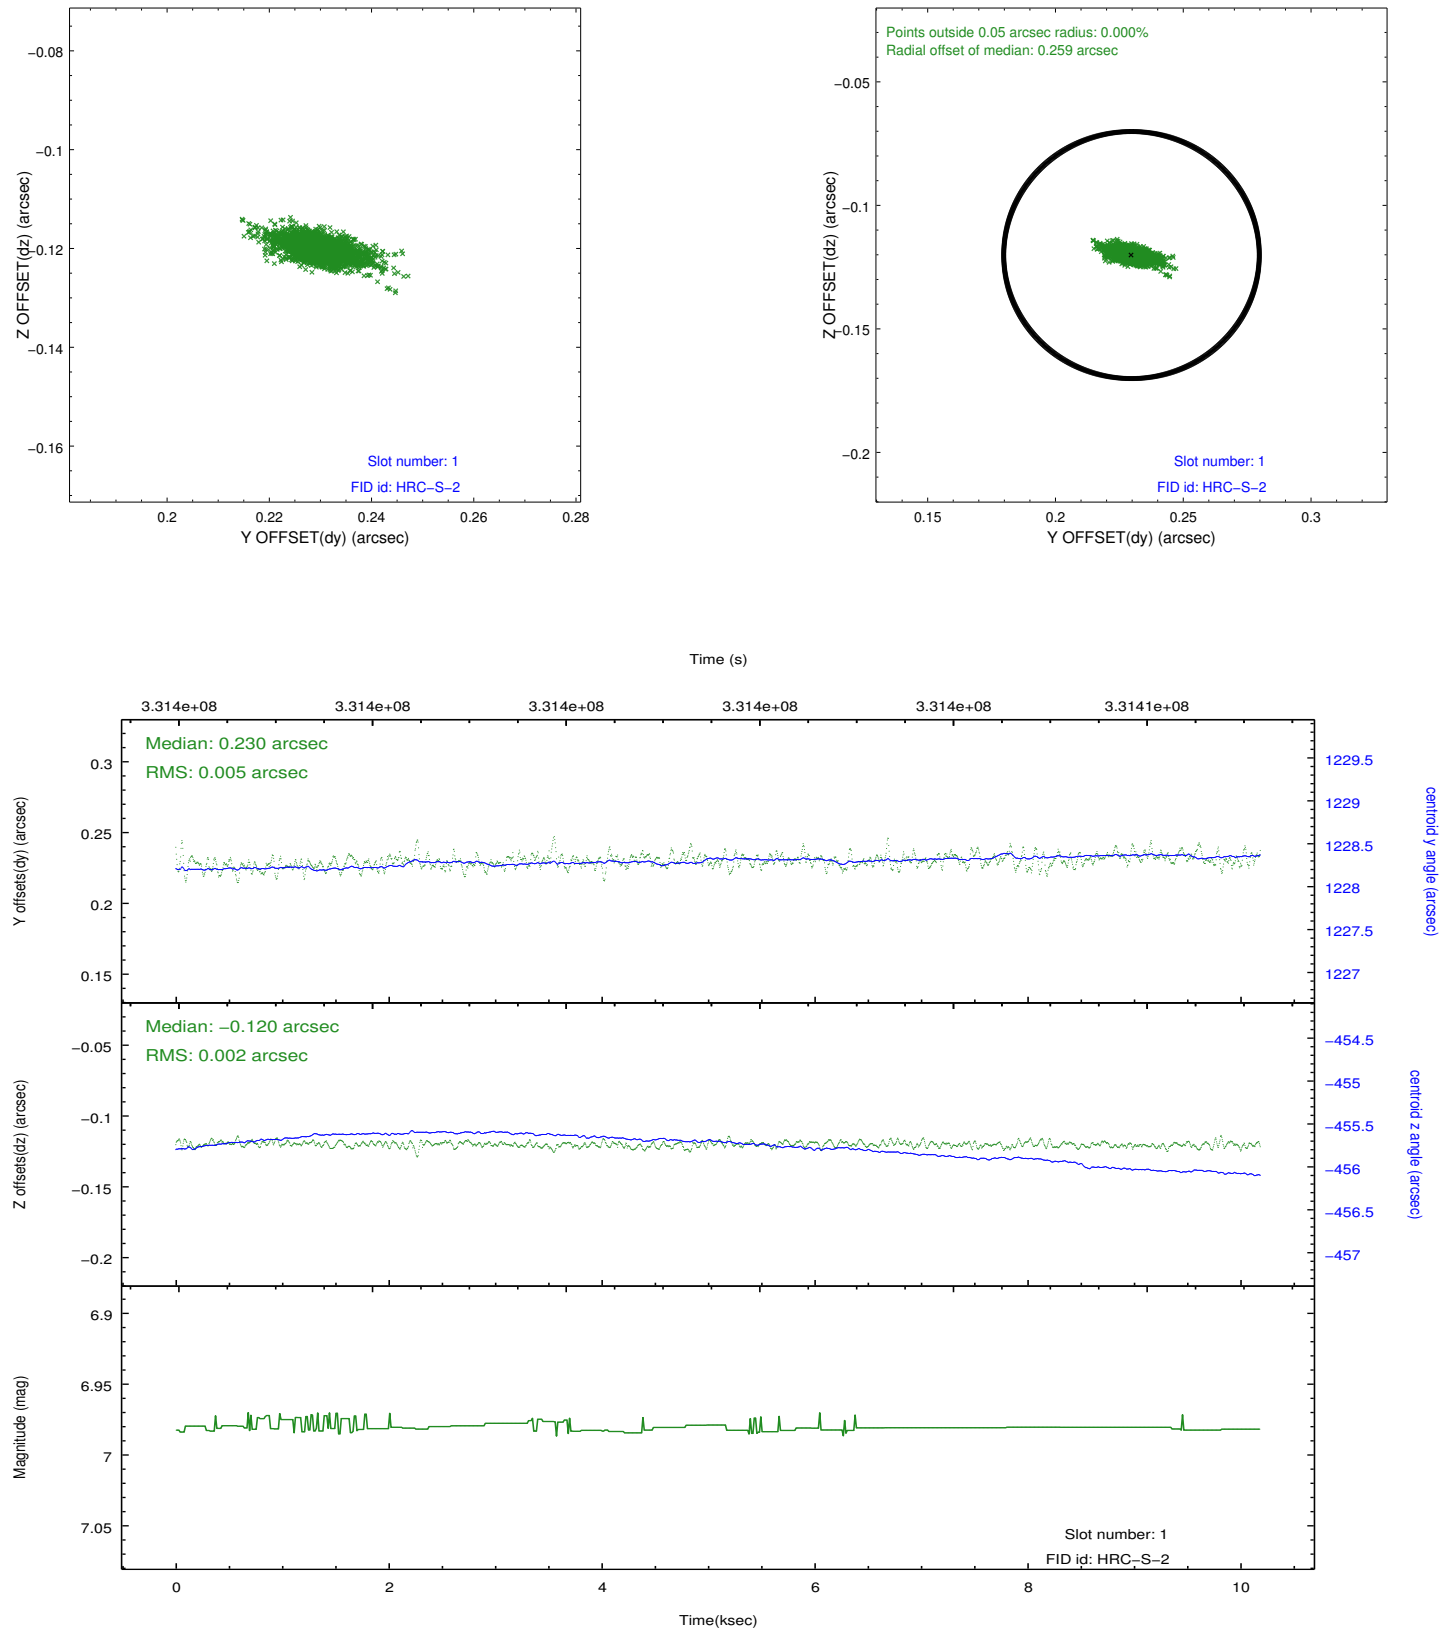 −0.08
−0.1
−0.12
−0.14
−0.16
Z OFFSET(dz) (arcsec)
Slot number: 1
FID id: HRC−S−2
0.2 0.22 0.24 0.26 0.28
Y OFFSET(dy) (arcsec)
Points outside 0.05 arcsec radius: 0.000%
Radial offset of median: 0.259 arcsec
−0.05
−0.1
−0.15
−0.2
Z OFFSET(dz) (arcsec)
Slot number: 1
FID id: HRC−S−2
0.15 0.2 0.25 0.3
Y OFFSET(dy) (arcsec)
Time (s)
3.314e+08 3.314e+08 3.314e+08 3.314e+08 3.314e+08 3.3141e+08
Median: 0.230 arcsec
RMS: 0.005 arcsec
0.3
0.25
0.2
0.15
Y offsets(dy) (arcsec)
1229.5
1229
1228.5
1228
1227.5
1227
centroid y angle (arcsec)
Median: −0.120 arcsec
RMS: 0.002 arcsec
−0.05
−0.1
−0.15
−0.2
Z offsets(dz) (arcsec)
−454.5
−455
−455.5
−456
−456.5
−457
centroid z angle (arcsec)
6.9
6.95
7
7.05
Magnitude (mag)
Slot number: 1
FID id: HRC−S−2
0 2 4 6 8 10
Time(ksec)